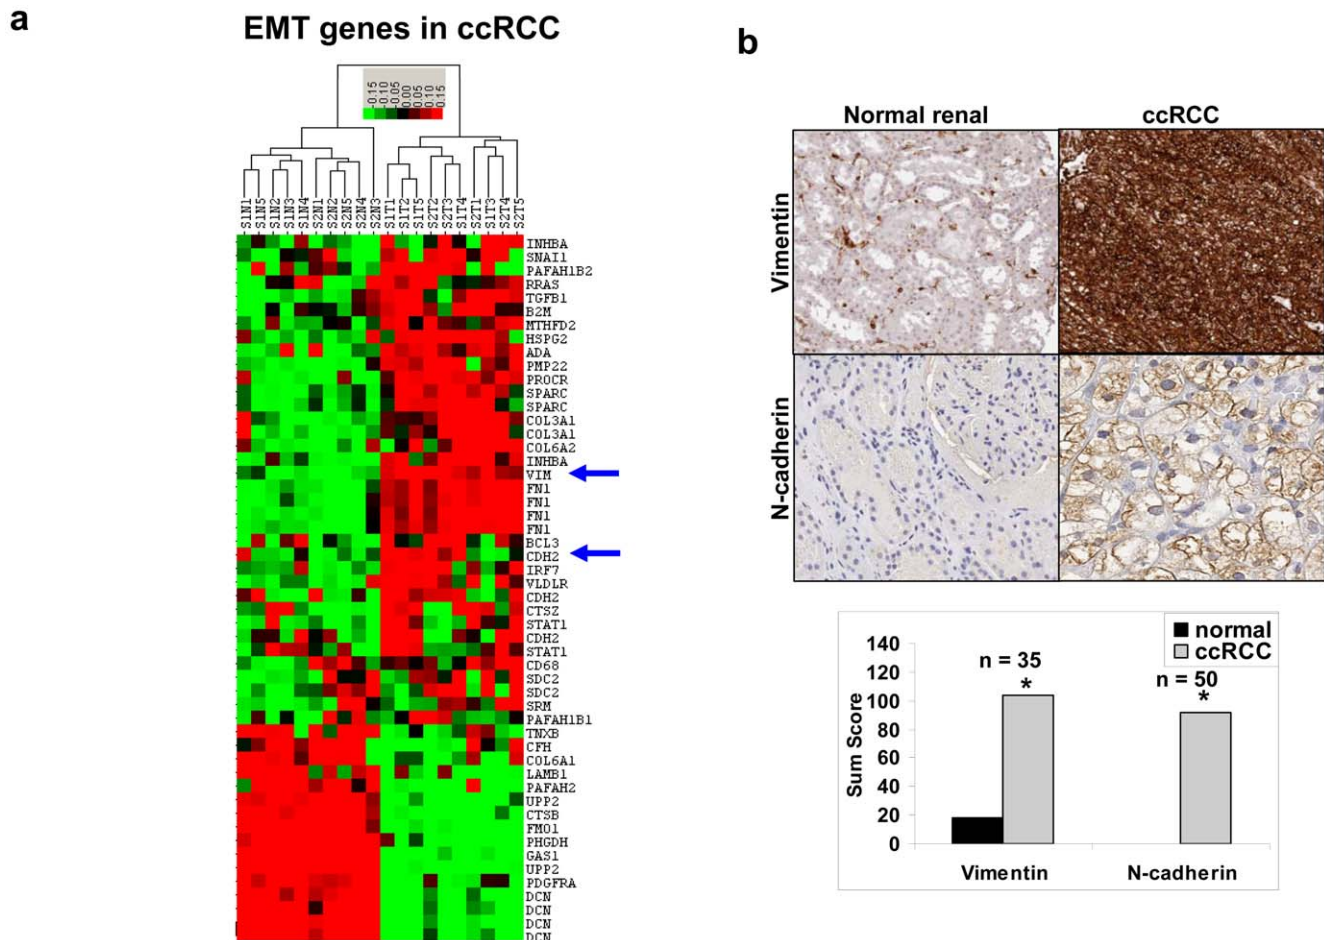 a
EMT genes in ccRCC
-0.15
-0.10
-0.05
0.00
0.05
0.10
0.15
S1N1
S1N5
S1N2
S1N3
S1N4
S2N1
S2N2
S2N5
S2N4
S2N3
S1T1
S1T2
S1T5
S2T2
S2T3
S1T4
S2T1
S1T3
S2T4
S2T5
INHBA
SNAI1
PAFAH1B2
RRAS
TGFB1
B2M
MTHFD2
HSPG2
ADA
PMP22
PROCR
SPARC
SPARC
COL3A1
COL3A1
COL6A2
INHBA
VIM
FN1
FN1
FN1
FN1
BCL3
CDH2
IRF7
VLDLR
CDH2
CTSZ
STAT1
CDH2
STAT1
CD68
SDC2
SDC2
SRM
PAFAH1B1
TNXB
CFH
COL6A1
LAMB1
PAFAH2
UPP2
CTSB
FMO1
PHGDH
GAS1
UPP2
PDGFRA
DCN
DCN
DCN
DCN
b
Normal renal
ccRCC
Vimentin
N-cadherin
normal
ccRCC
n = 35
*
n = 50
*
Sum Score
140
120
100
80
60
40
20
0
Vimentin
N-cadherin